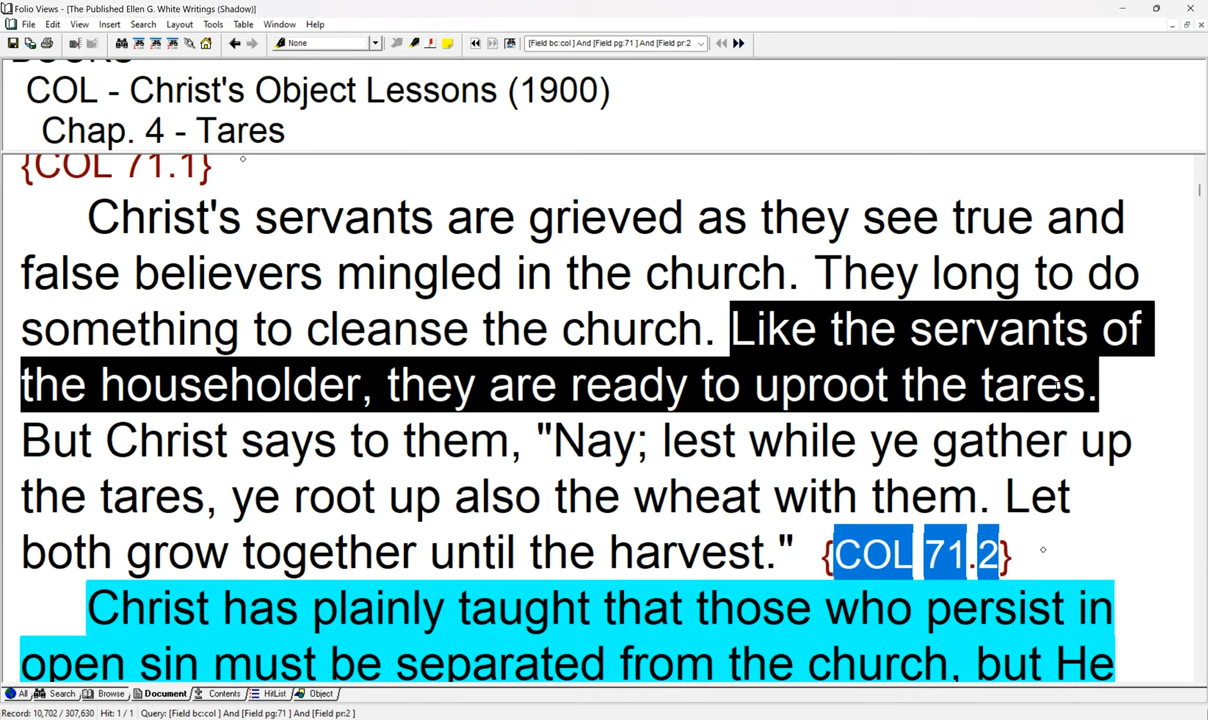 Folio Views - [The Published Ellen G. White Writings (Shadow)]
File Edit View Insert Search Layout Tools Table Window Help
None
[Field bc:col ] And [Field pg:71 ] And [Field pr:2
BOOKS
COL - Christ's Object Lessons (1900)
Chap. 4 - Tares
{COL 71.1}
Christ's servants are grieved as they see true and
false believers mingled in the church. They long to do
something to cleanse the church. Like the servants of
the householder, they are ready to uproot the tares.
But Christ says to them, "Nay; lest while ye gather up
the tares, ye root up also the wheat with them. Let
both grow together until the harvest." {COL 71.2}
Christ has plainly taught that those who persist in
open sin must be separated from the church, but He
All Search Browse Document Contents HitList Object
Record: 10,702 / 307,630 Hit: 1 / 1 Query: [Field bc:col ] And [Field pg:71 ] And [Field pr:2 ]